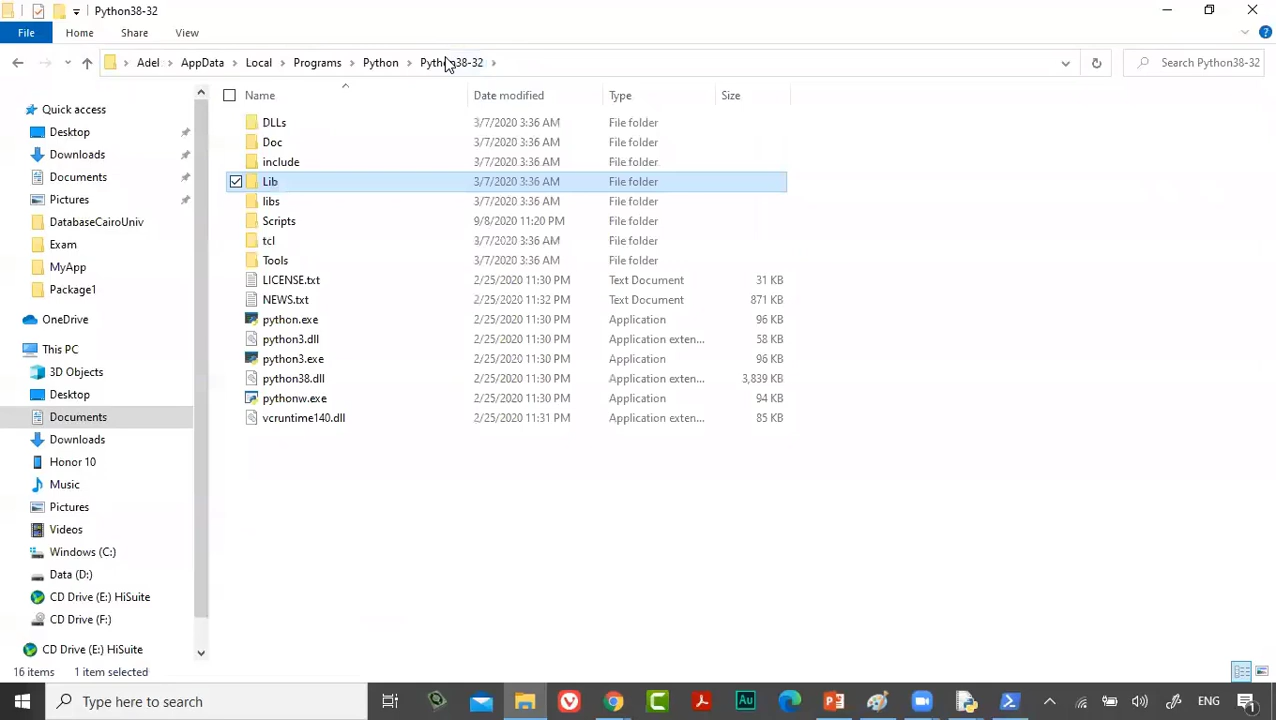 Python38-32
File Home Share View
Adel AppData Local Programs Python Python38-32 Search Python38-32
Name Date modified Type Size
Quick access
Desktop
Downloads
Documents
Pictures
DatabaseCairoUniv
Exam
MyApp
Package1
OneDrive
This PC
3D Objects
Desktop
Documents
Downloads
Honor 10
Music
Pictures
Videos
Windows (C:)
Data (D:)
CD Drive (E:) HiSuite
CD Drive (F:)
CD Drive (E:) HiSuite
DLLs 3/7/2020 3:36 AM File folder
Doc 3/7/2020 3:36 AM File folder
include 3/7/2020 3:36 AM File folder
Lib 3/7/2020 3:36 AM File folder
libs 3/7/2020 3:36 AM File folder
Scripts 9/8/2020 11:20 PM File folder
tcl 3/7/2020 3:36 AM File folder
Tools 3/7/2020 3:36 AM File folder
LICENSE.txt 2/25/2020 11:30 PM Text Document 31 KB
NEWS.txt 2/25/2020 11:32 PM Text Document 871 KB
python.exe 2/25/2020 11:30 PM Application 96 KB
python3.dll 2/25/2020 11:30 PM Application exten... 58 KB
python3.exe 2/25/2020 11:30 PM Application 96 KB
python38.dll 2/25/2020 11:30 PM Application exten... 3,839 KB
pythonw.exe 2/25/2020 11:30 PM Application 94 KB
vcruntime140.dll 2/25/2020 11:31 PM Application exten... 85 KB
16 items 1 item selected
Type here to search Au ENG 1